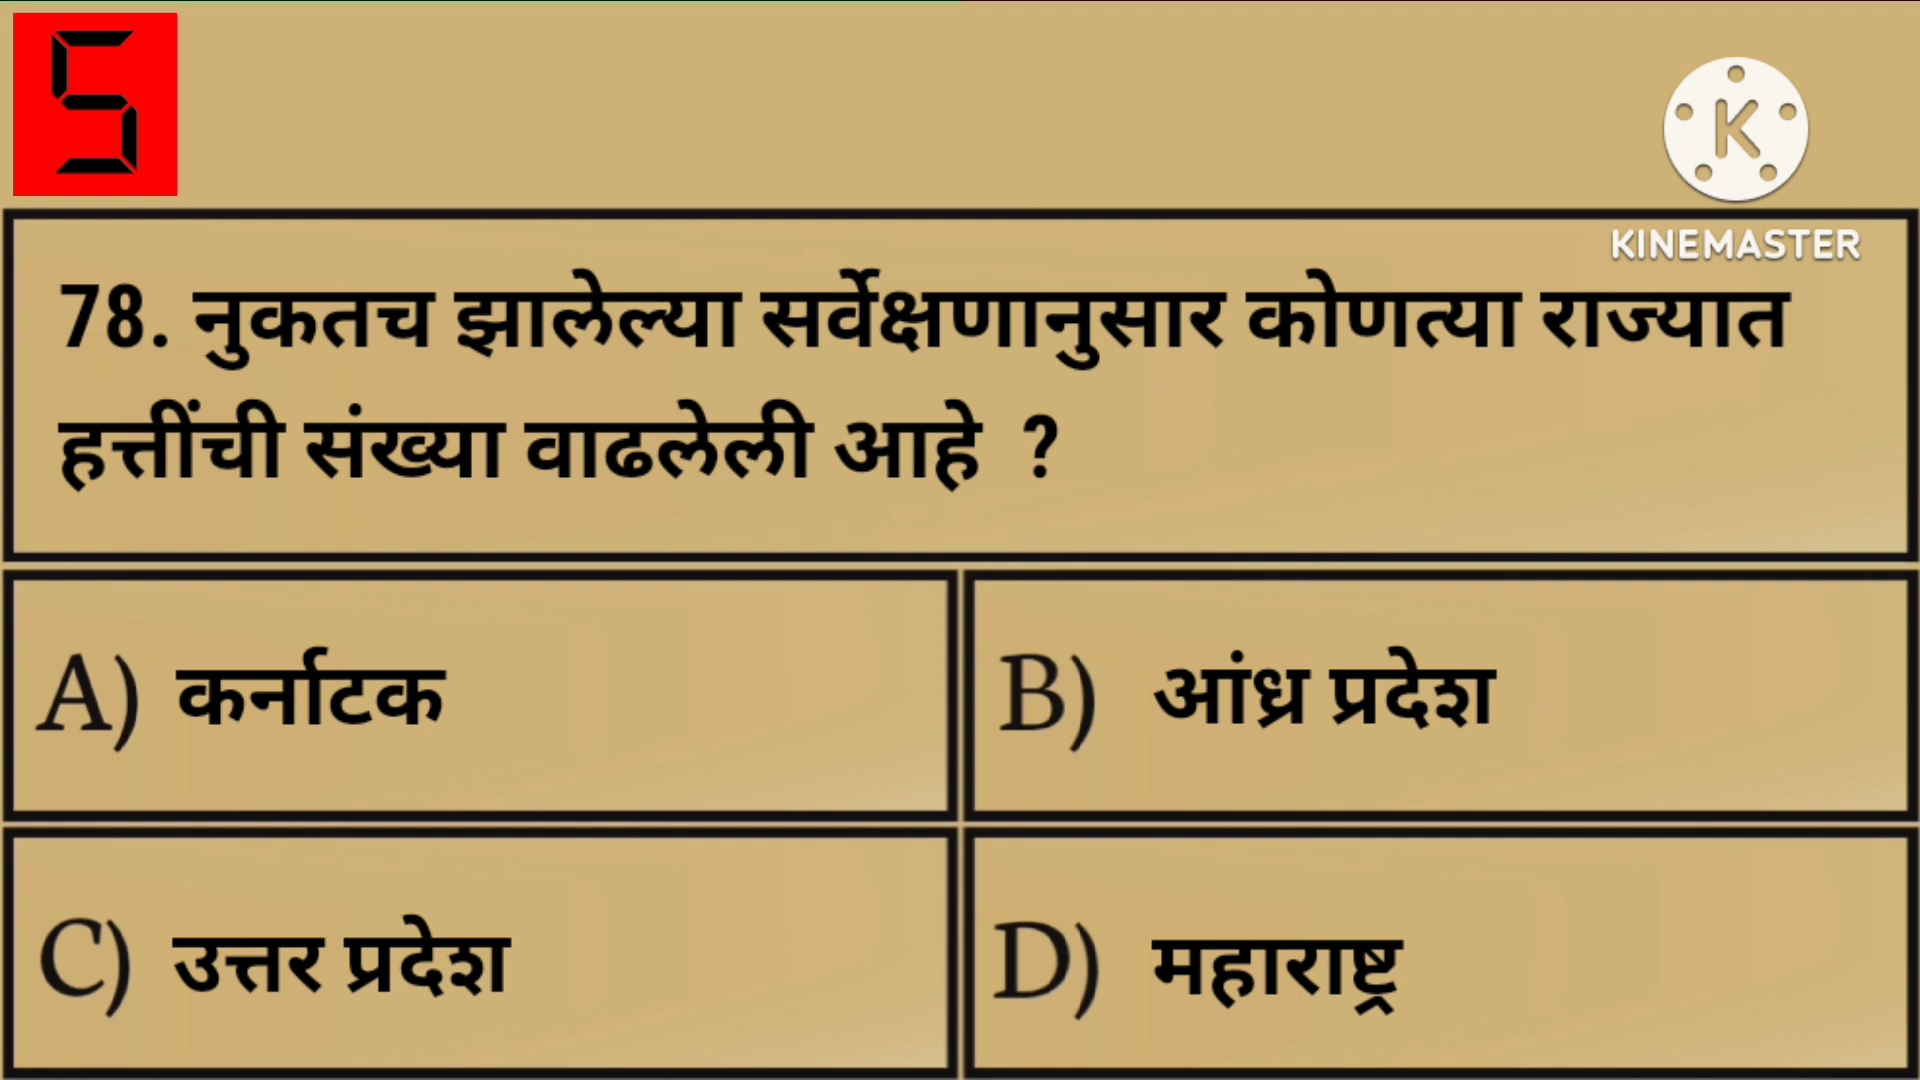 5
KINEMASTER
78. नुकतच झालेल्या सर्वेक्षणानुसार कोणत्या राज्यात
हत्तींची संख्या वाढलेली आहे ?
A) कर्नाटक
B) आंध्र प्रदेश
C) उत्तर प्रदेश
D) महाराष्ट्र